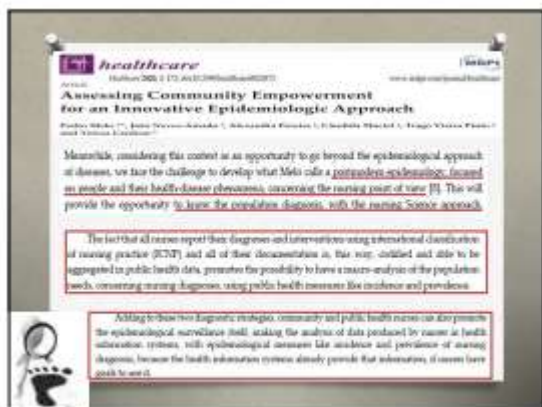 healthcare
MDPI
Article
Assessing Community Empowerment
for an Innovative Epidemiologic Approach
Meanwhile, considering this context as an opportunity to go beyond the epidemiological approach
of diseases, we face the challenge to develop what Melo calls a postmodern epidemiology, focused
on people and their health-disease phenomena, concerning the nursing point of view [8]. This will
provide the opportunity to know the population diagnosis, with the nursing Science approach.
The fact that all nurses report their diagnoses and interventions using international classification
of nursing practice (ICNP) and all of their documentation is, this way, codified and able to be
aggregated in public health data, promotes the possibility to have a macro-analysis of the population
needs, concerning nursing diagnoses, using public health measures like incidence and prevalence.
Adding to these two diagnostic strategies, community and public health nurses can also promote
the epidemiological surveillance itself, making the analysis of data produced by nurses in health
information systems, with epidemiological measures like incidence and prevalence of nursing
diagnosis, because the health information systems already provide that information, if nurses have
goals to use it.